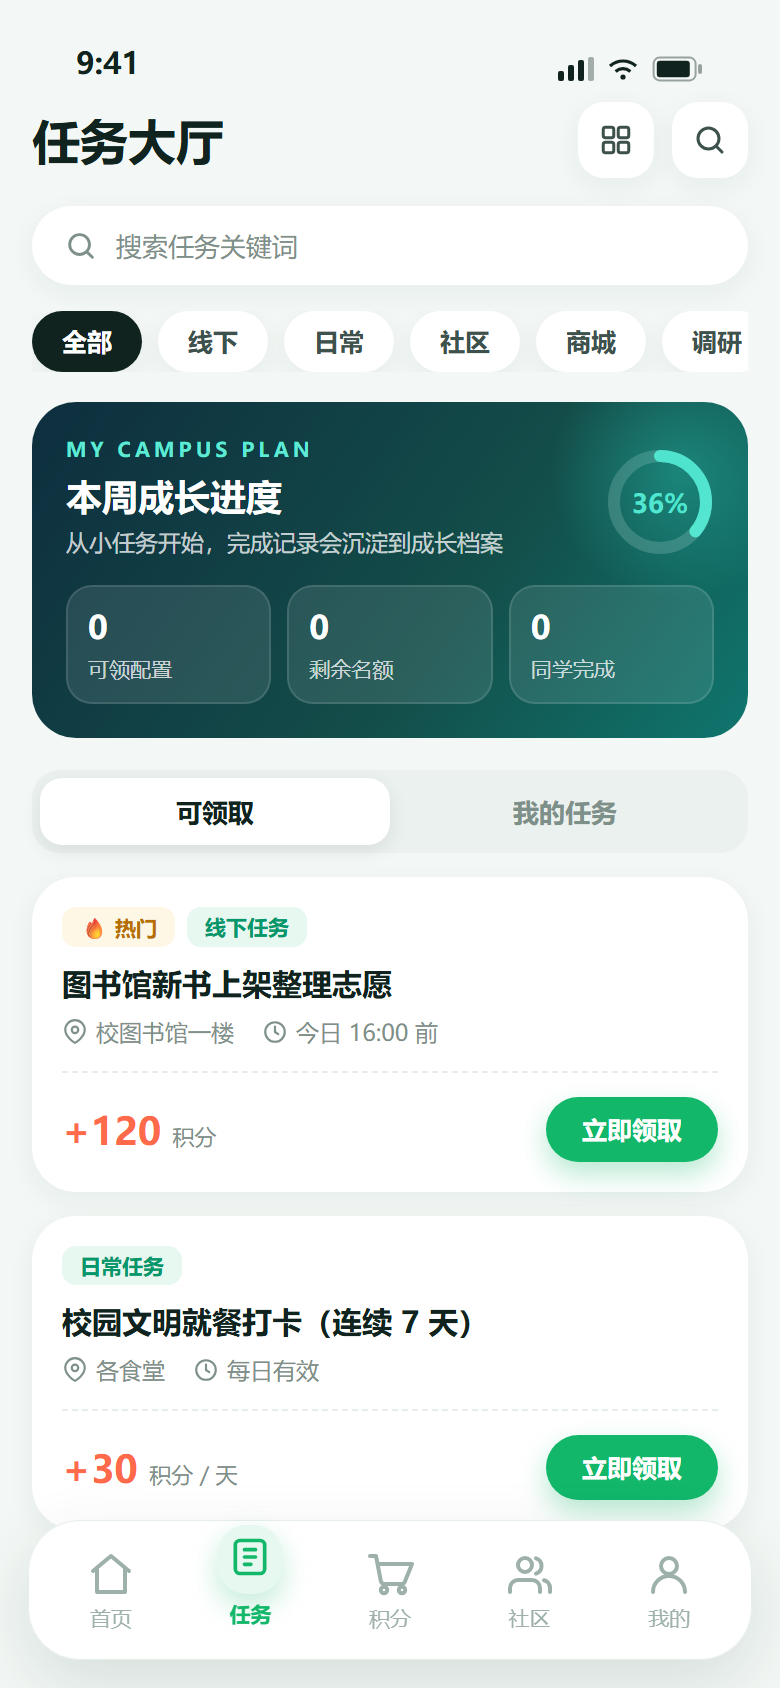 9:41
任务大厅
搜索任务关键词
全部 线下 日常 社区 商城 调研
MY CAMPUS PLAN
本周成长进度
从小任务开始，完成记录会沉淀到成长档案
36%
0 0 0
可领配置 剩余名额 同学完成
可领取 我的任务
热门 线下任务
图书馆新书上架整理志愿
校图书馆一楼 今日 16:00 前
+120 积分 立即领取
日常任务
校园文明就餐打卡（连续 7 天）
各食堂 每日有效
+30 积分 / 天 立即领取
首页 任务 积分 社区 我的